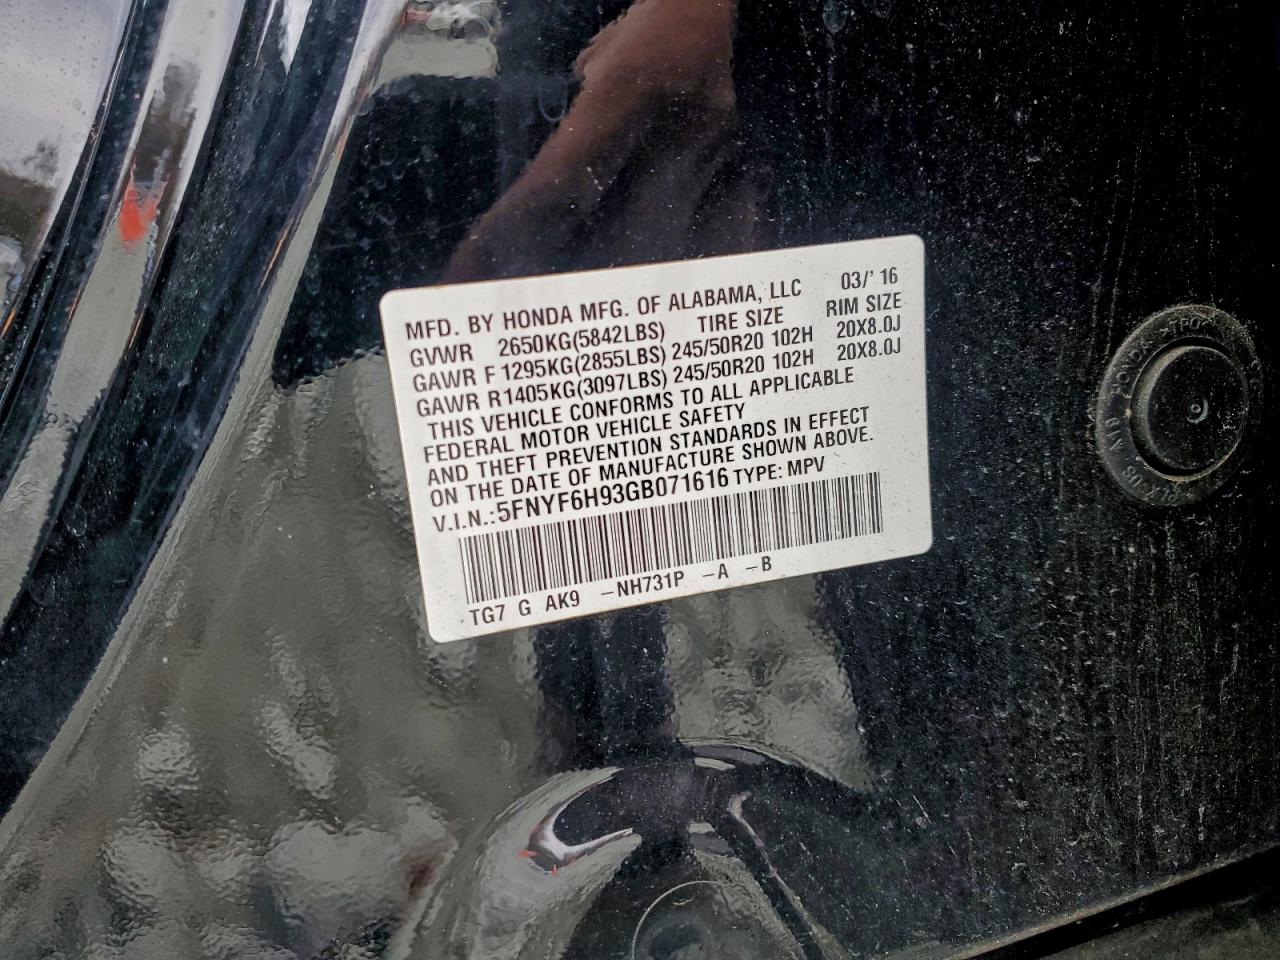 MFD. BY HONDA MFG. OF ALABAMA, LLC 03/' 16
GVWR 2650KG(5842LBS) TIRE SIZE RIM SIZE
GAWR F 1295KG(2855LBS) 245/50R20 102H 20X8.0J
GAWR R1405KG(3097LBS) 245/50R20 102H 20X8.0J
THIS VEHICLE CONFORMS TO ALL APPLICABLE
FEDERAL MOTOR VEHICLE SAFETY
AND THEFT PREVENTION STANDARDS IN EFFECT
ON THE DATE OF MANUFACTURE SHOWN ABOVE.
V.I.N.:5FNYF6H93GB071616 TYPE: MPV
TG7 G AK9 –NH731P –A –B